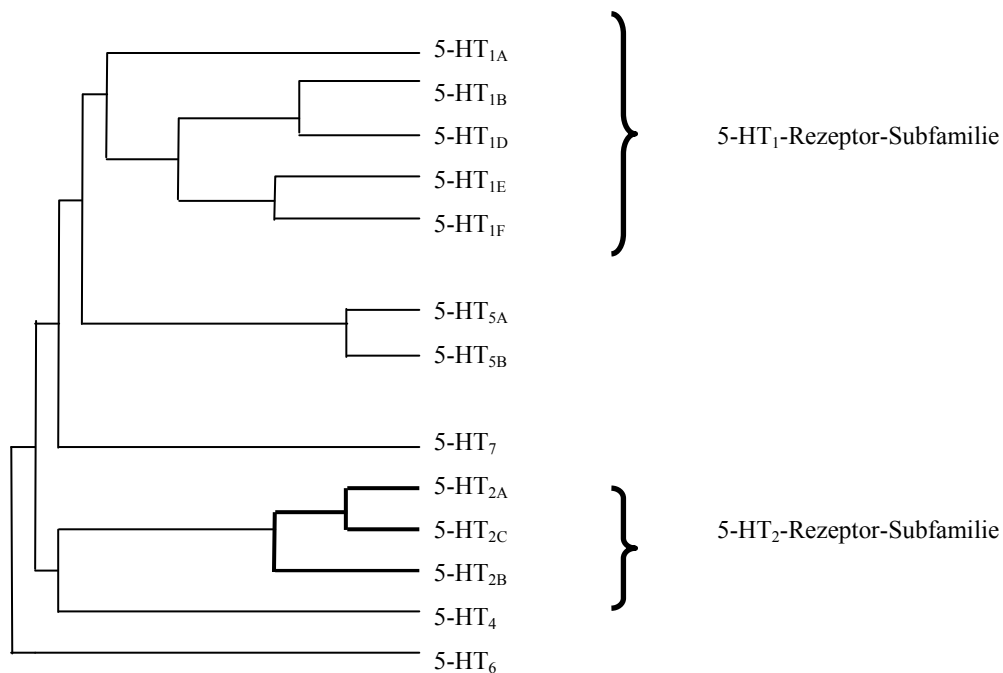 5-HT1A
5-HT1B
5-HT1D
5-HT1E
5-HT1F
5-HT1-Rezeptor-Subfamilie
5-HT5A
5-HT5B
5-HT7
5-HT2A
5-HT2C
5-HT2B
5-HT2-Rezeptor-Subfamilie
5-HT4
5-HT6